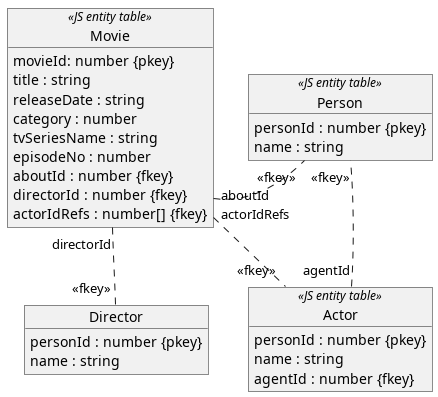 «JS entity table»
Movie
movieId: number {pkey}
title : string
releaseDate : string
category : number
tvSeriesName : string
episodeNo : number
aboutId : number {fkey}
directorId : number {fkey}
actorIdRefs : number[] {fkey}
«JS entity table»
Person
personId : number {pkey}
name : string
«fkey»
«fkey»
aboutId
actorIdRefs
directorId
«fkey»
agentId
«fkey»
Director
personId : number {pkey}
name : string
«JS entity table»
Actor
personId : number {pkey}
name : string
agentId : number {fkey}